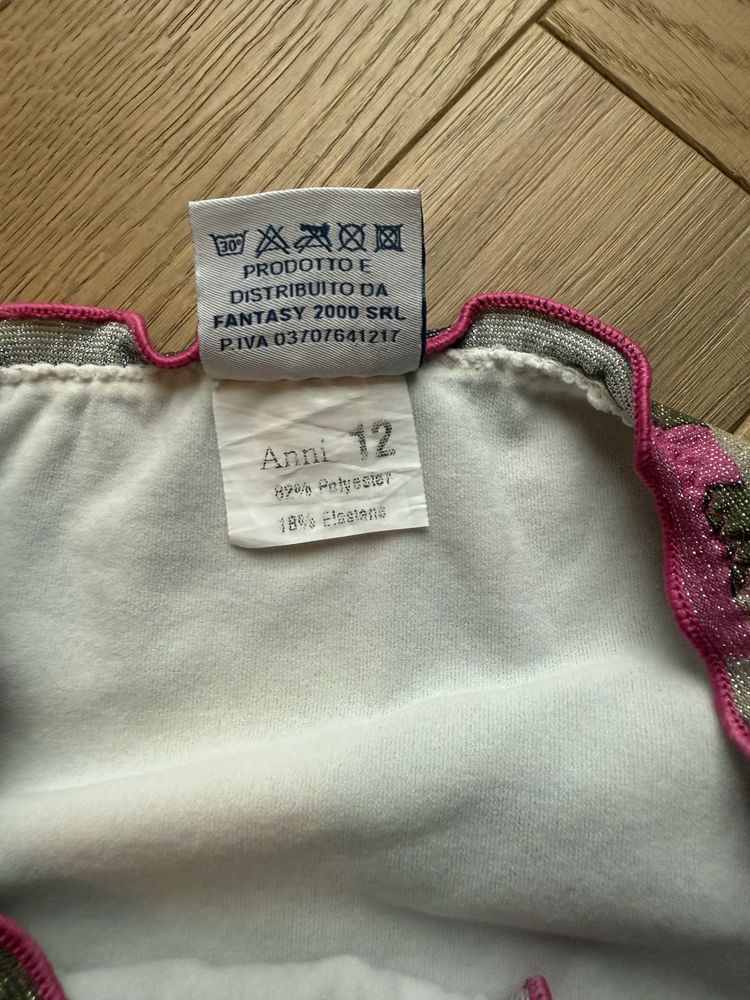 30°
PRODOTTO E
DISTRIBUITO DA
FANTASY 2000 SRL
P.IVA 03707641217
Anni 12
82% Polyester
18% Elastane